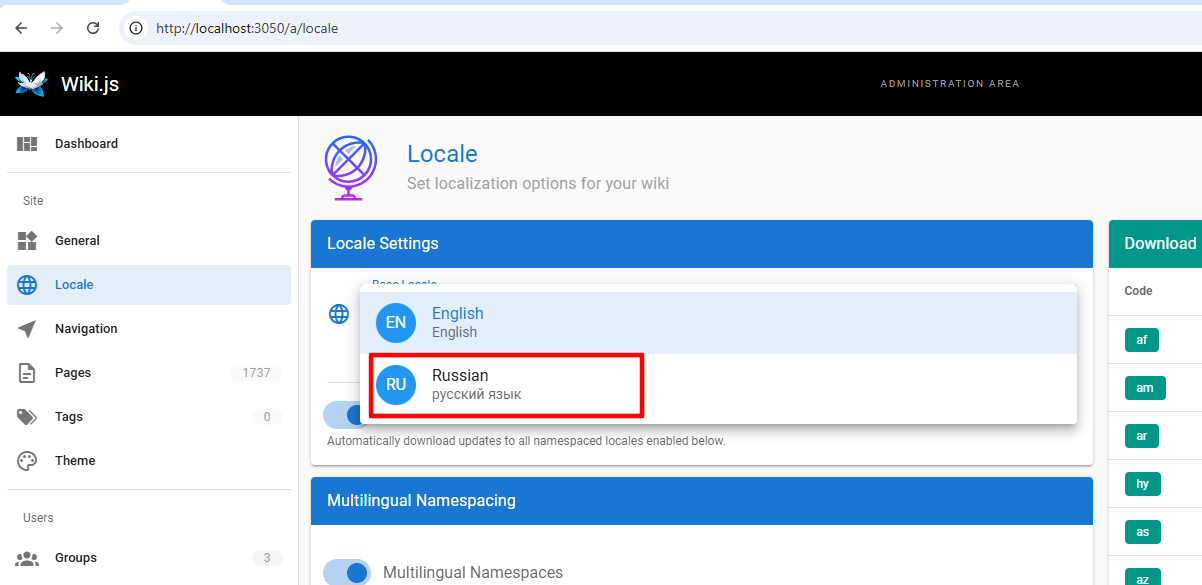 http://localhost:3050/a/locale
Wiki.js
ADMINISTRATION AREA
Dashboard
Site
General
Locale
Navigation
Pages 1737
Tags 0
Theme
Users
Groups 3
Locale
Set localization options for your wiki
Locale Settings
Base Locale
EN
English
English
RU
Russian
русский язык
Automatically download updates to all namespaced locales enabled below.
Multilingual Namespacing
Multilingual Namespaces
Download
Code
af
am
ar
hy
as
az